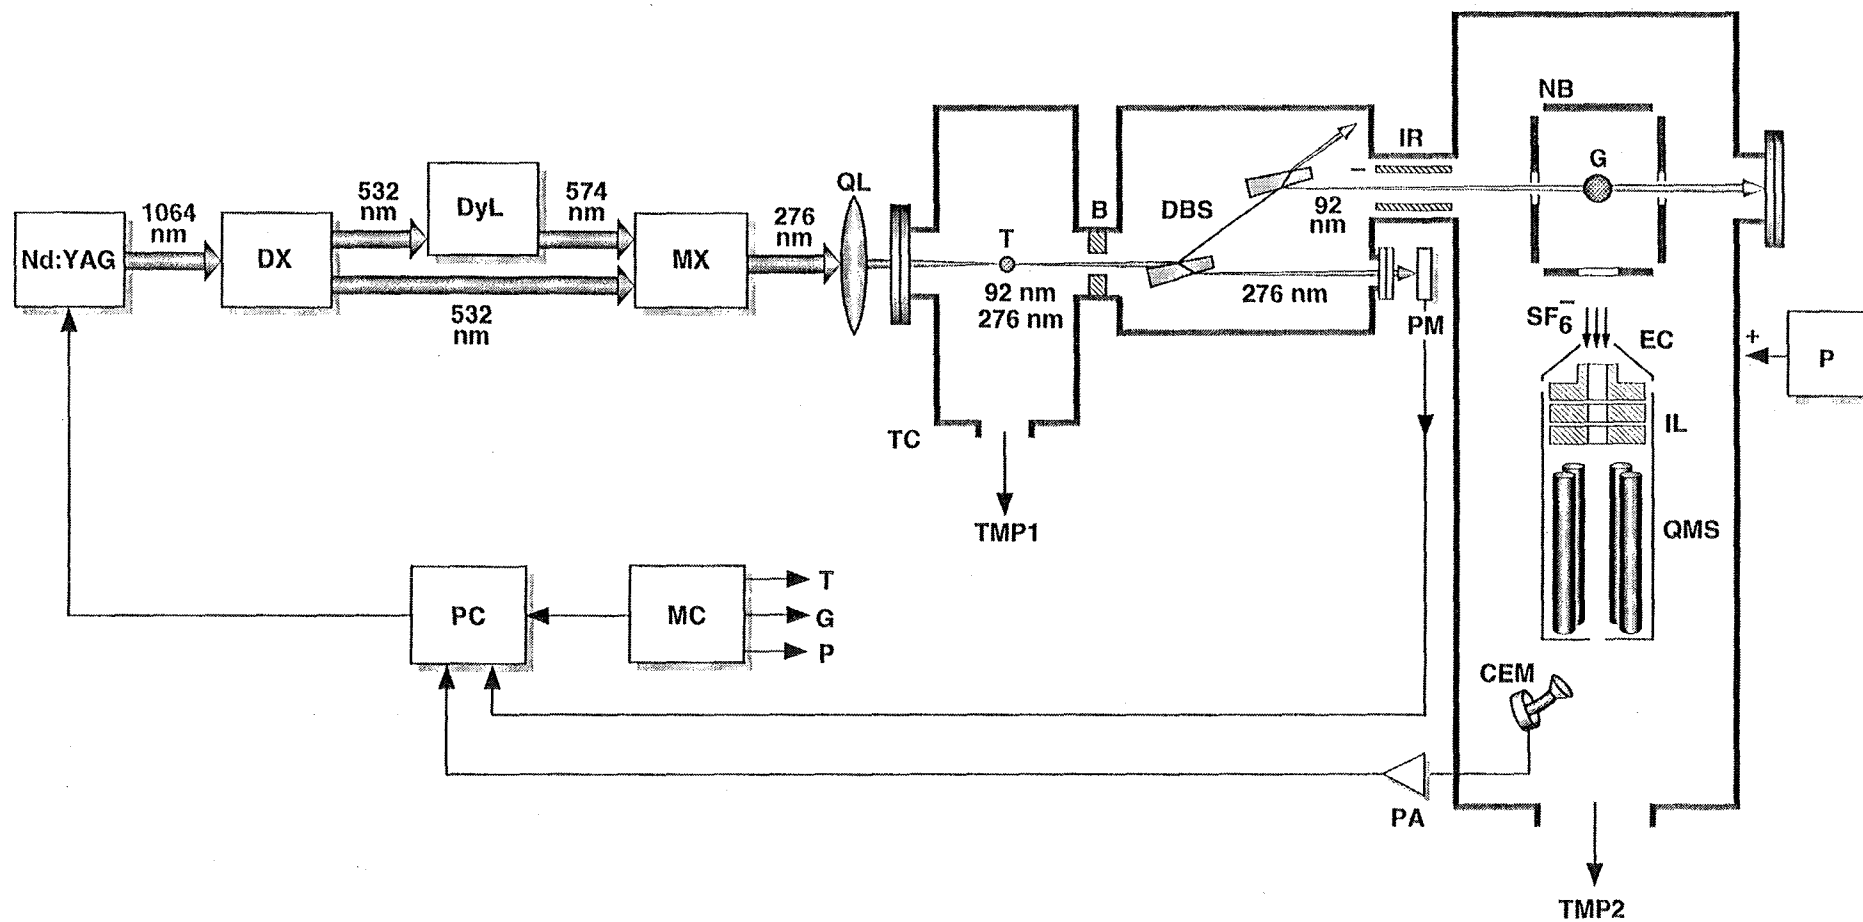 Nd:YAG
1064
nm
DX
532
nm
DyL
574
nm
532
nm
MX
276
nm
QL
T
92 nm
276 nm
B
DBS
92
nm
276 nm
IR
–
PM
TC
TMP1
NB
G
SF6–
EC
+
P
IL
QMS
CEM
PA
TMP2
PC
MC
T
G
P